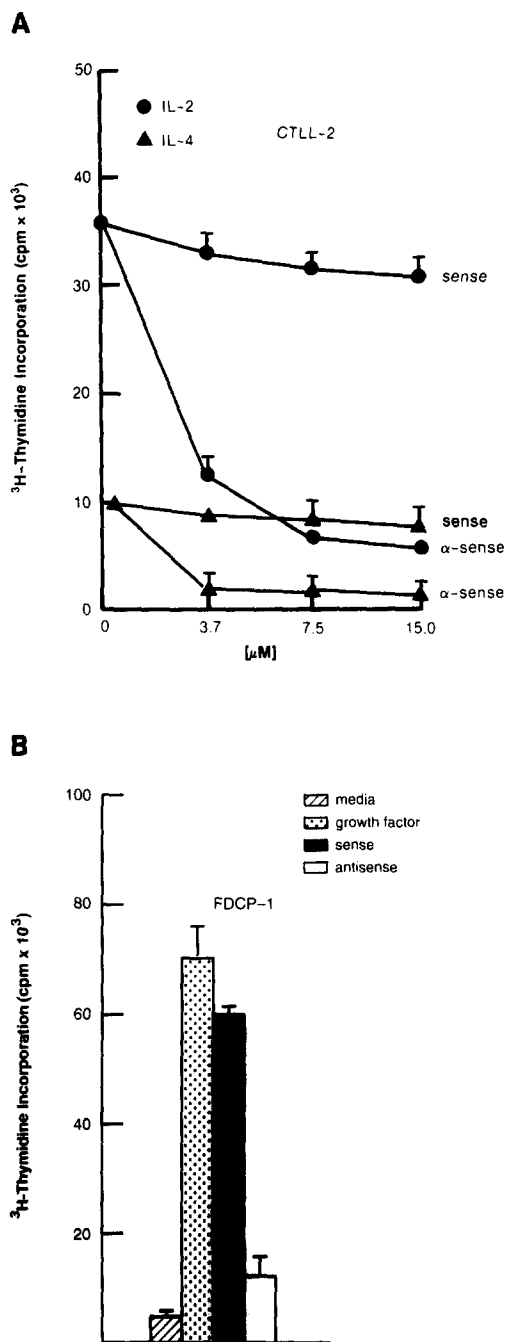 A
50
IL-2
IL-4
CTLL-2
40
30
20
10
0
³H-Thymidine Incorporation (cpm x 10³)
sense
sense
α-sense
α-sense
0 3.7 7.5 15.0
[µM]
B
100
80
60
40
20
³H-Thymidine Incorporation (cpm x 10³)
media
growth factor
sense
antisense
FDCP-1